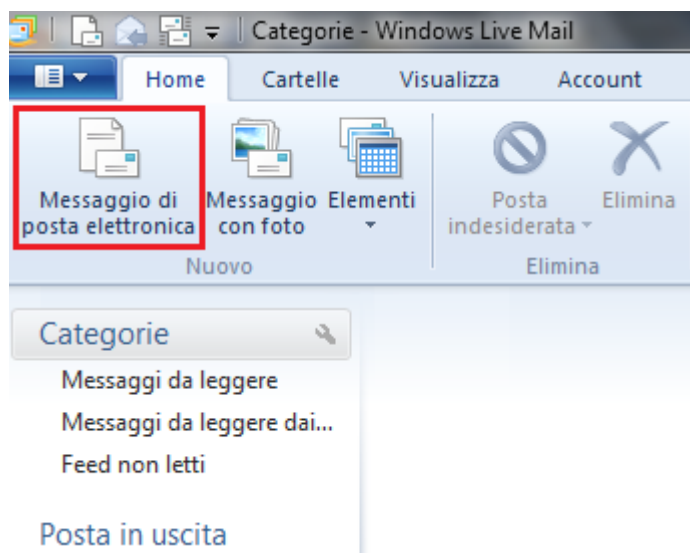 Categorie - Windows Live Mail
Home Cartelle Visualizza Account
Messaggio di posta elettronica
Messaggio con foto
Elementi
Posta indesiderata
Elimina
Nuovo Elimina
Categorie
Messaggi da leggere
Messaggi da leggere dai...
Feed non letti
Posta in uscita